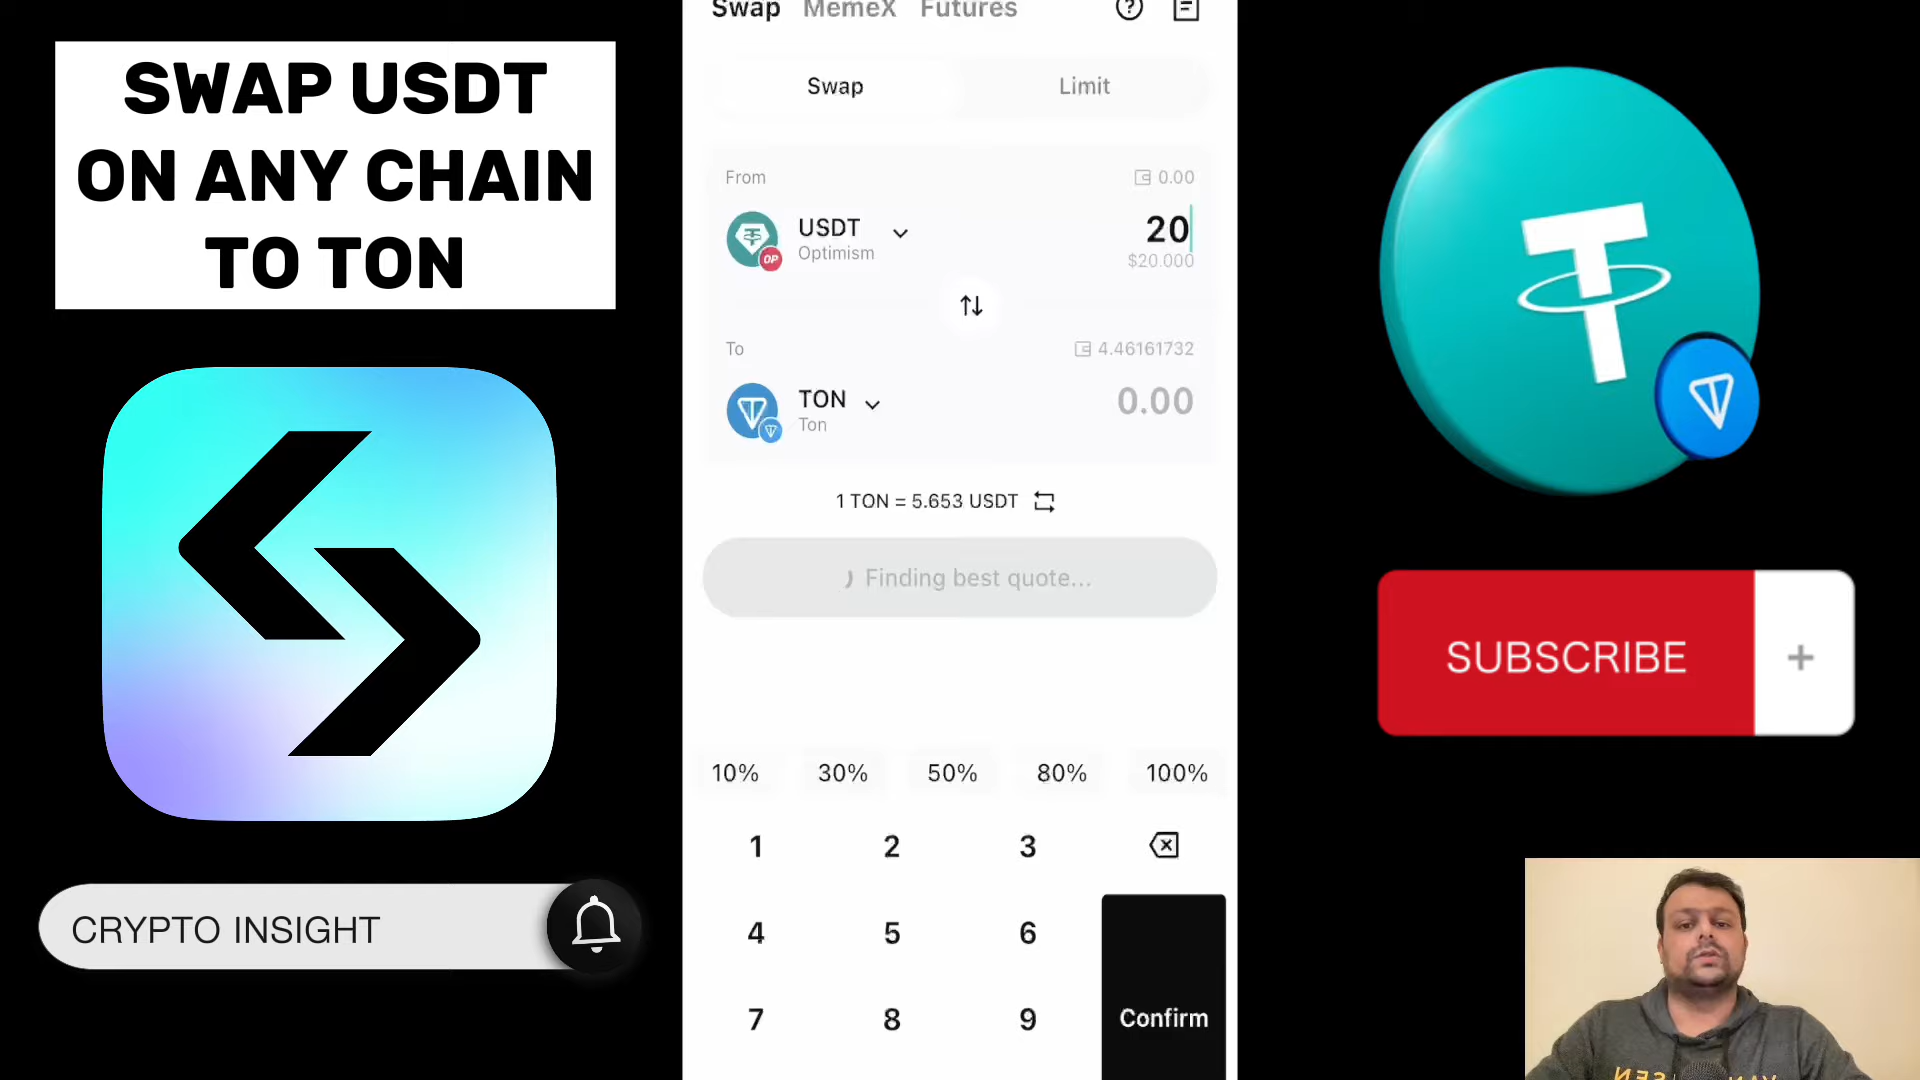 SWAP USDT
ON ANY CHAIN
TO TON
CRYPTO INSIGHT
Swap MemeX Futures
Swap Limit
From 0.00
USDT 20
Optimism $20.000
OP
To 4.46161732
TON 0.00
Ton
1 TON = 5.653 USDT
Finding best quote...
10% 30% 50% 80% 100%
1 2 3
4 5 6
7 8 9
Confirm
SUBSCRIBE +